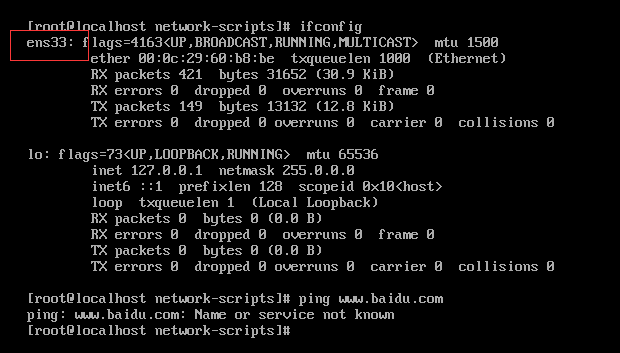 [root@localhost network-scripts]# ifconfig
ens33: flags=4163<UP,BROADCAST,RUNNING,MULTICAST>  mtu 1500
        ether 00:0c:29:60:b8:be  txqueuelen 1000  (Ethernet)
        RX packets 421  bytes 31652 (30.9 KiB)
        RX errors 0  dropped 0  overruns 0  frame 0
        TX packets 149  bytes 13132 (12.8 KiB)
        TX errors 0  dropped 0 overruns 0  carrier 0  collisions 0
lo: flags=73<UP,LOOPBACK,RUNNING>  mtu 65536
        inet 127.0.0.1  netmask 255.0.0.0
        inet6 ::1  prefixlen 128  scopeid 0x10<host>
        loop  txqueuelen 1  (Local Loopback)
        RX packets 0  bytes 0 (0.0 B)
        RX errors 0  dropped 0  overruns 0  frame 0
        TX packets 0  bytes 0 (0.0 B)
        TX errors 0  dropped 0 overruns 0  carrier 0  collisions 0
[root@localhost network-scripts]# ping www.baidu.com
ping: www.baidu.com: Name or service not known
[root@localhost network-scripts]#